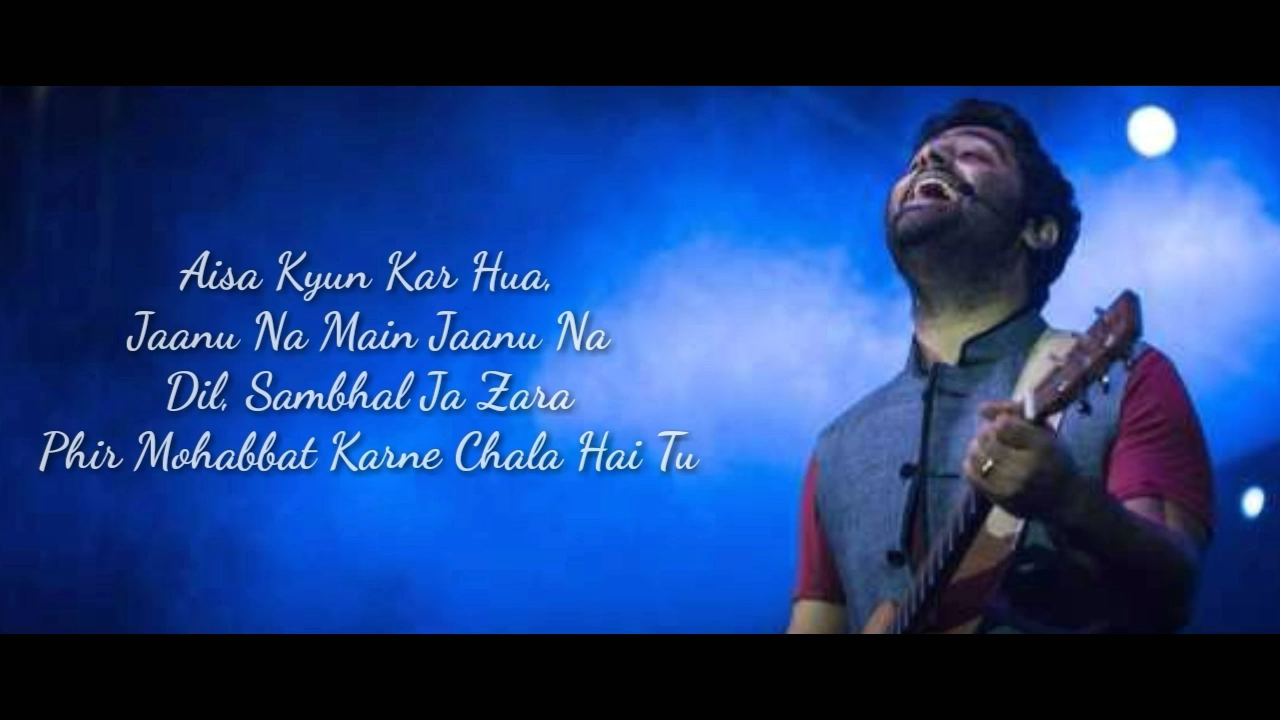 Aisa Kyun Kar Hua,
Jaanu Na Main Jaanu Na
Dil, Sambhal Ja Zara
Phir Mohabbat Karne Chala Hai Tu